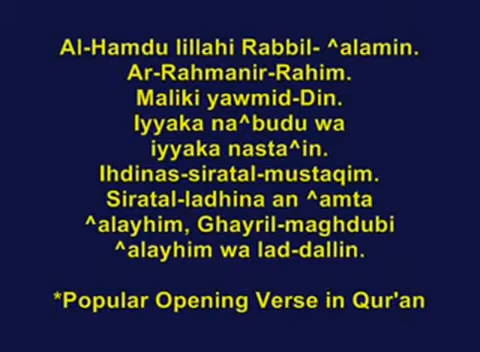 Al-Hamdu lillahi Rabbil- ^alamin.
Ar-Rahmanir-Rahim.
Maliki yawmid-Din.
Iyyaka na^budu wa
iyyaka nasta^in.
Ihdinas-siratal-mustaqim.
Siratal-ladhina an ^amta
^alayhim, Ghayril-maghdubi
^alayhim wa lad-dallin.
*Popular Opening Verse in Qur'an